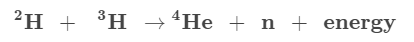 ²H + ³H → ⁴He + n + energy